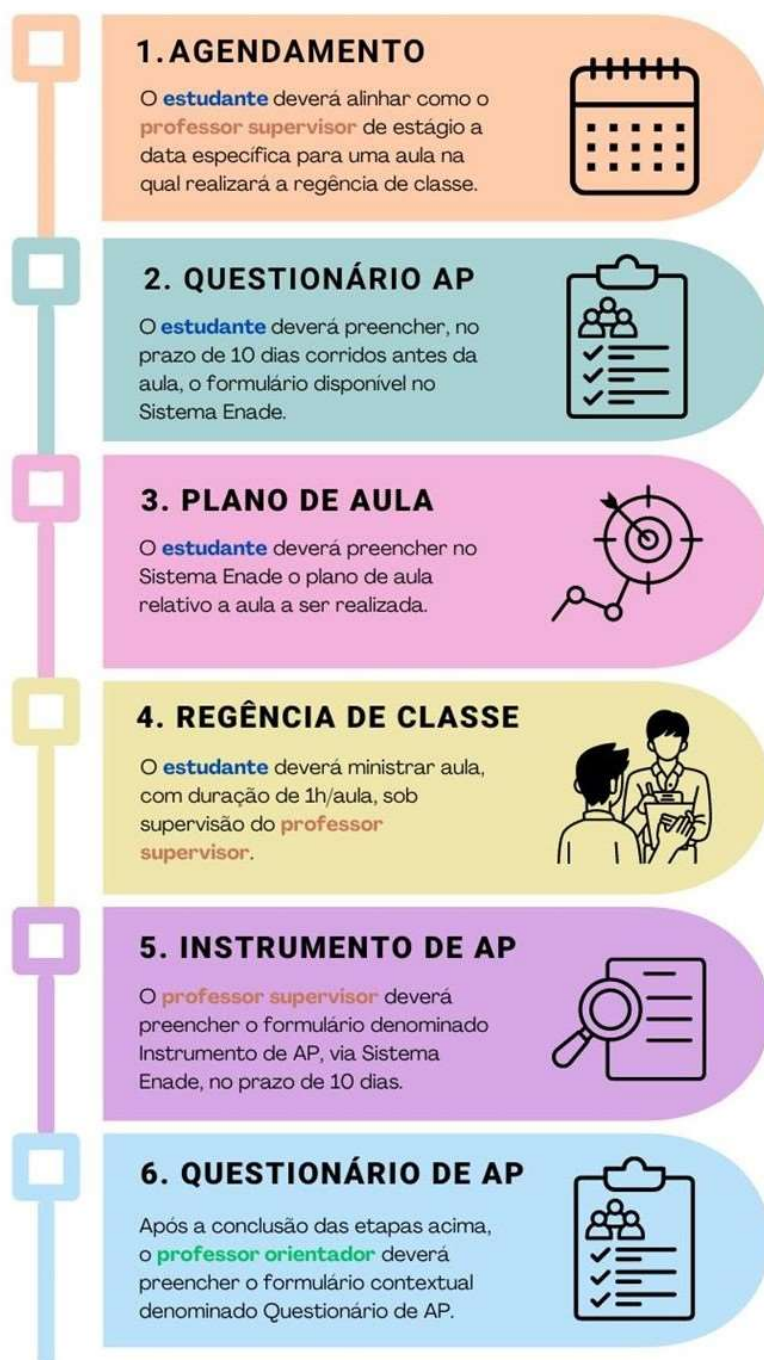 1. AGENDAMENTO
O estudante deverá alinhar como o
professor supervisor de estágio a
data específica para uma aula na
qual realizará a regência de classe.
2. QUESTIONÁRIO AP
O estudante deverá preencher, no
prazo de 10 dias corridos antes da
aula, o formulário disponível no
Sistema Enade.
3. PLANO DE AULA
O estudante deverá preencher no
Sistema Enade o plano de aula
relativo a aula a ser realizada.
4. REGÊNCIA DE CLASSE
O estudante deverá ministrar aula,
com duração de 1h/aula, sob
supervisão do professor
supervisor.
5. INSTRUMENTO DE AP
O professor supervisor deverá
preencher o formulário denominado
Instrumento de AP, via Sistema
Enade, no prazo de 10 dias.
6. QUESTIONÁRIO DE AP
Após a conclusão das etapas acima,
o professor orientador deverá
preencher o formulário contextual
denominado Questionário de AP.